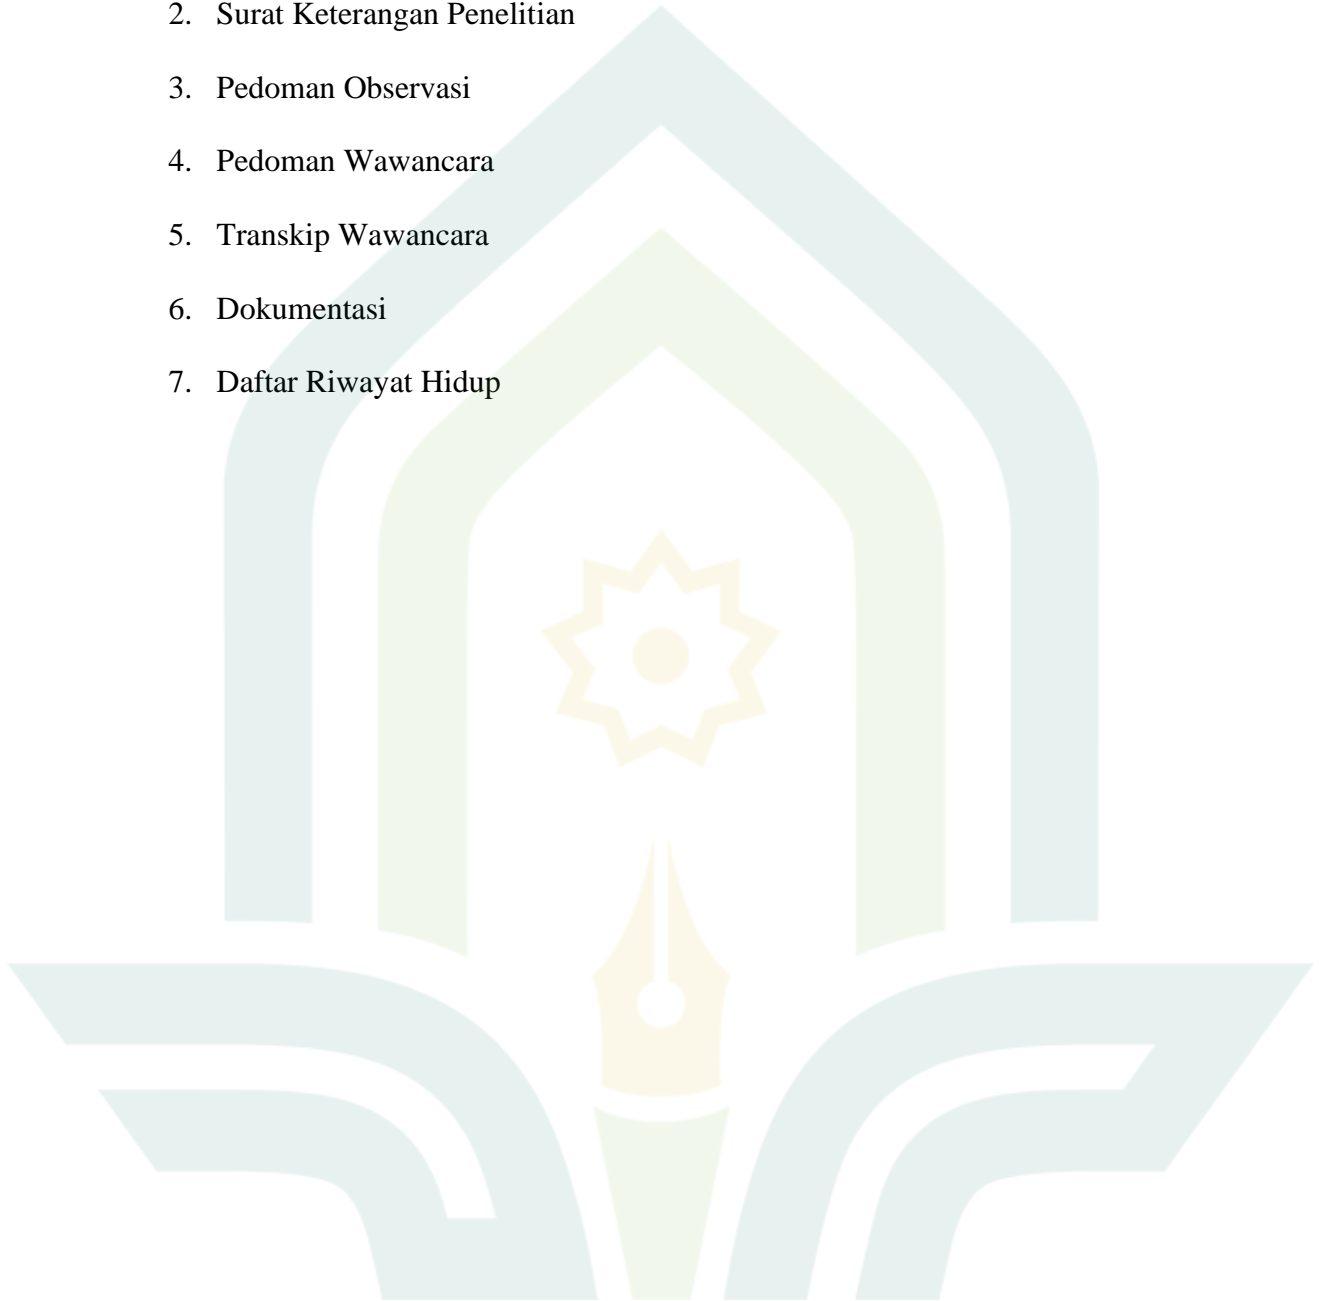 2. Surat Keterangan Penelitian
3. Pedoman Observasi
4. Pedoman Wawancara
5. Transkip Wawancara
6. Dokumentasi
7. Daftar Riwayat Hidup